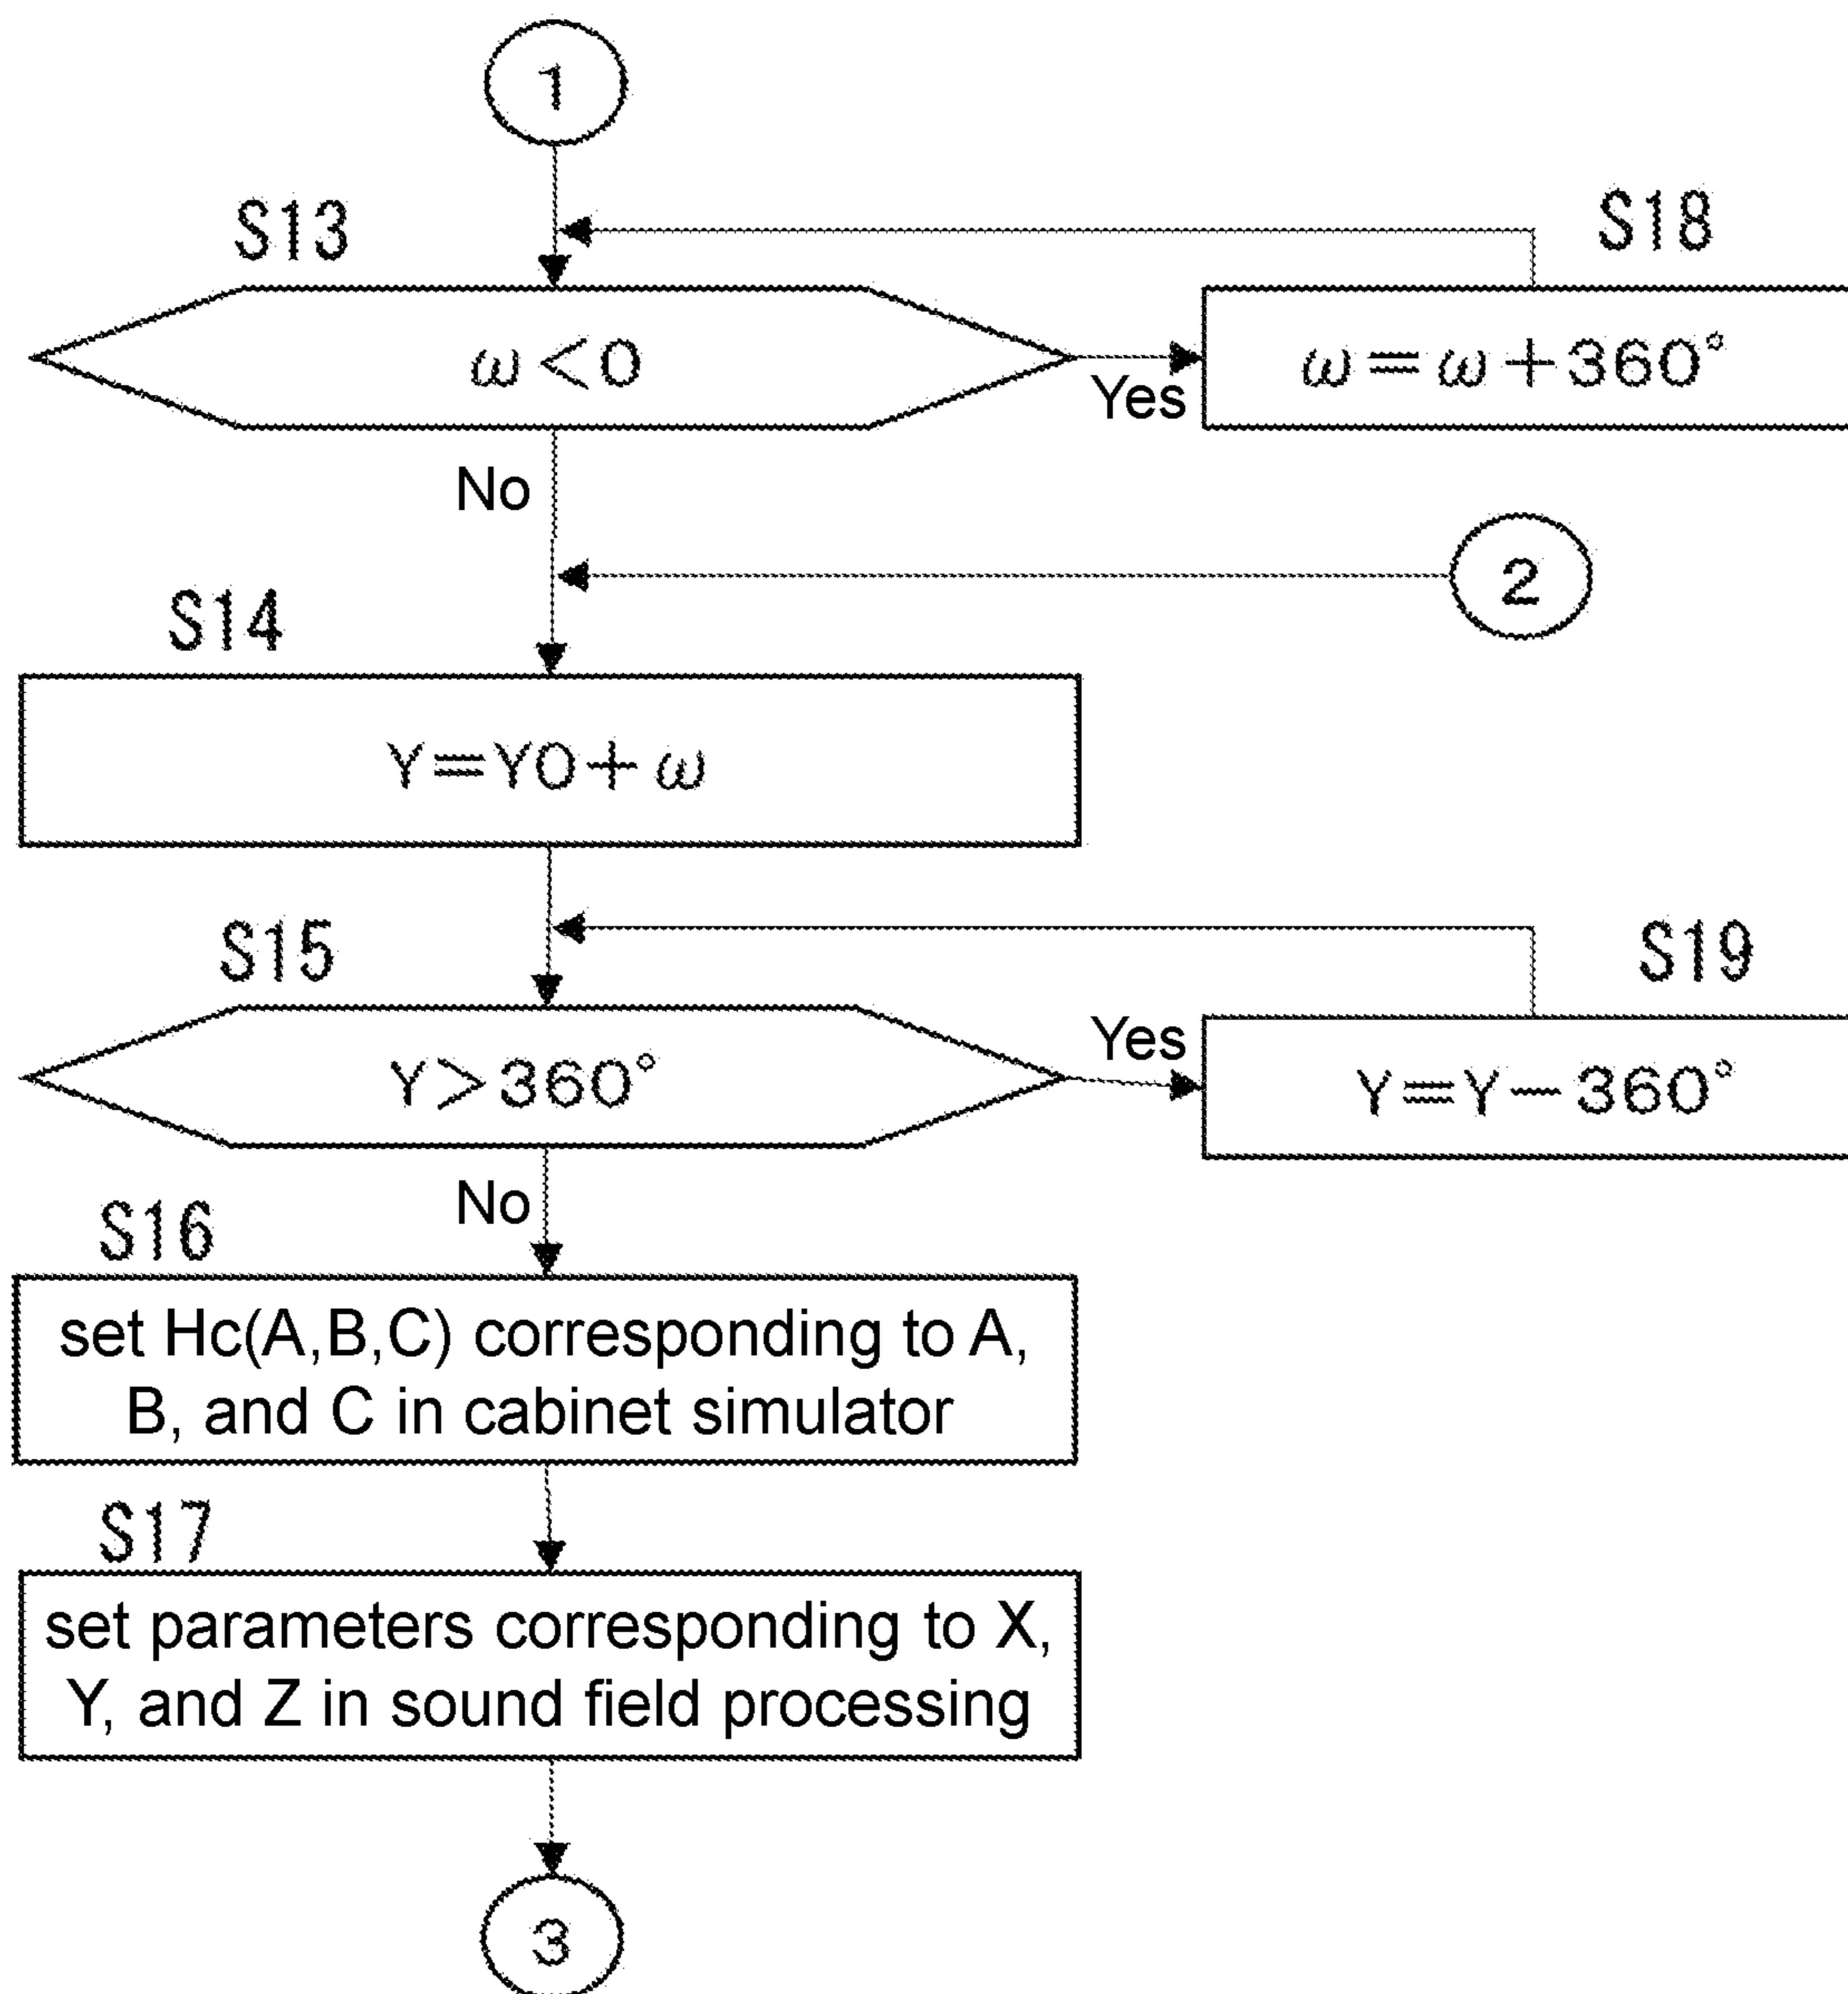 1
S13
S18
ω<0
Yes
ω=ω+360°
No
2
S14
Y=Y0+ω
S15
S19
Y>360°
Yes
Y=Y-360°
No
S16
set Hc(A,B,C) corresponding to A,
B, and C in cabinet simulator
S17
set parameters corresponding to X,
Y, and Z in sound field processing
3